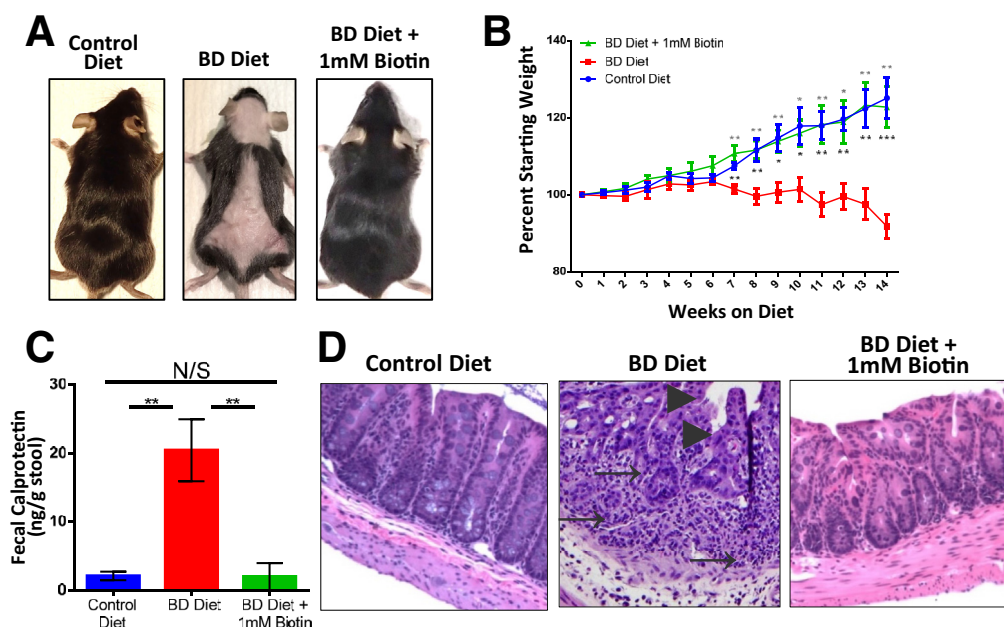 A
Control
Diet
BD Diet
BD Diet +
1mM Biotin
B
BD Diet + 1mM Biotin
BD Diet
Control Diet
Percent Starting Weight
140
120
100
80
** ** ** * ** * ** **
** ** * * ** ** ** ***
0 1 2 3 4 5 6 7 8 9 10 11 12 13 14
Weeks on Diet
C
N/S
** **
Fecal Calprotectin
(ng/g stool)
30
20
10
0
Control
Diet
BD Diet
BD Diet +
1mM Biotin
D
Control Diet
BD Diet
BD Diet +
1mM Biotin